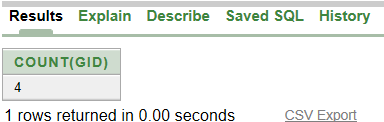 Results Explain Describe Saved SQL History
COUNT(GID)
4
1 rows returned in 0.00 seconds CSV Export